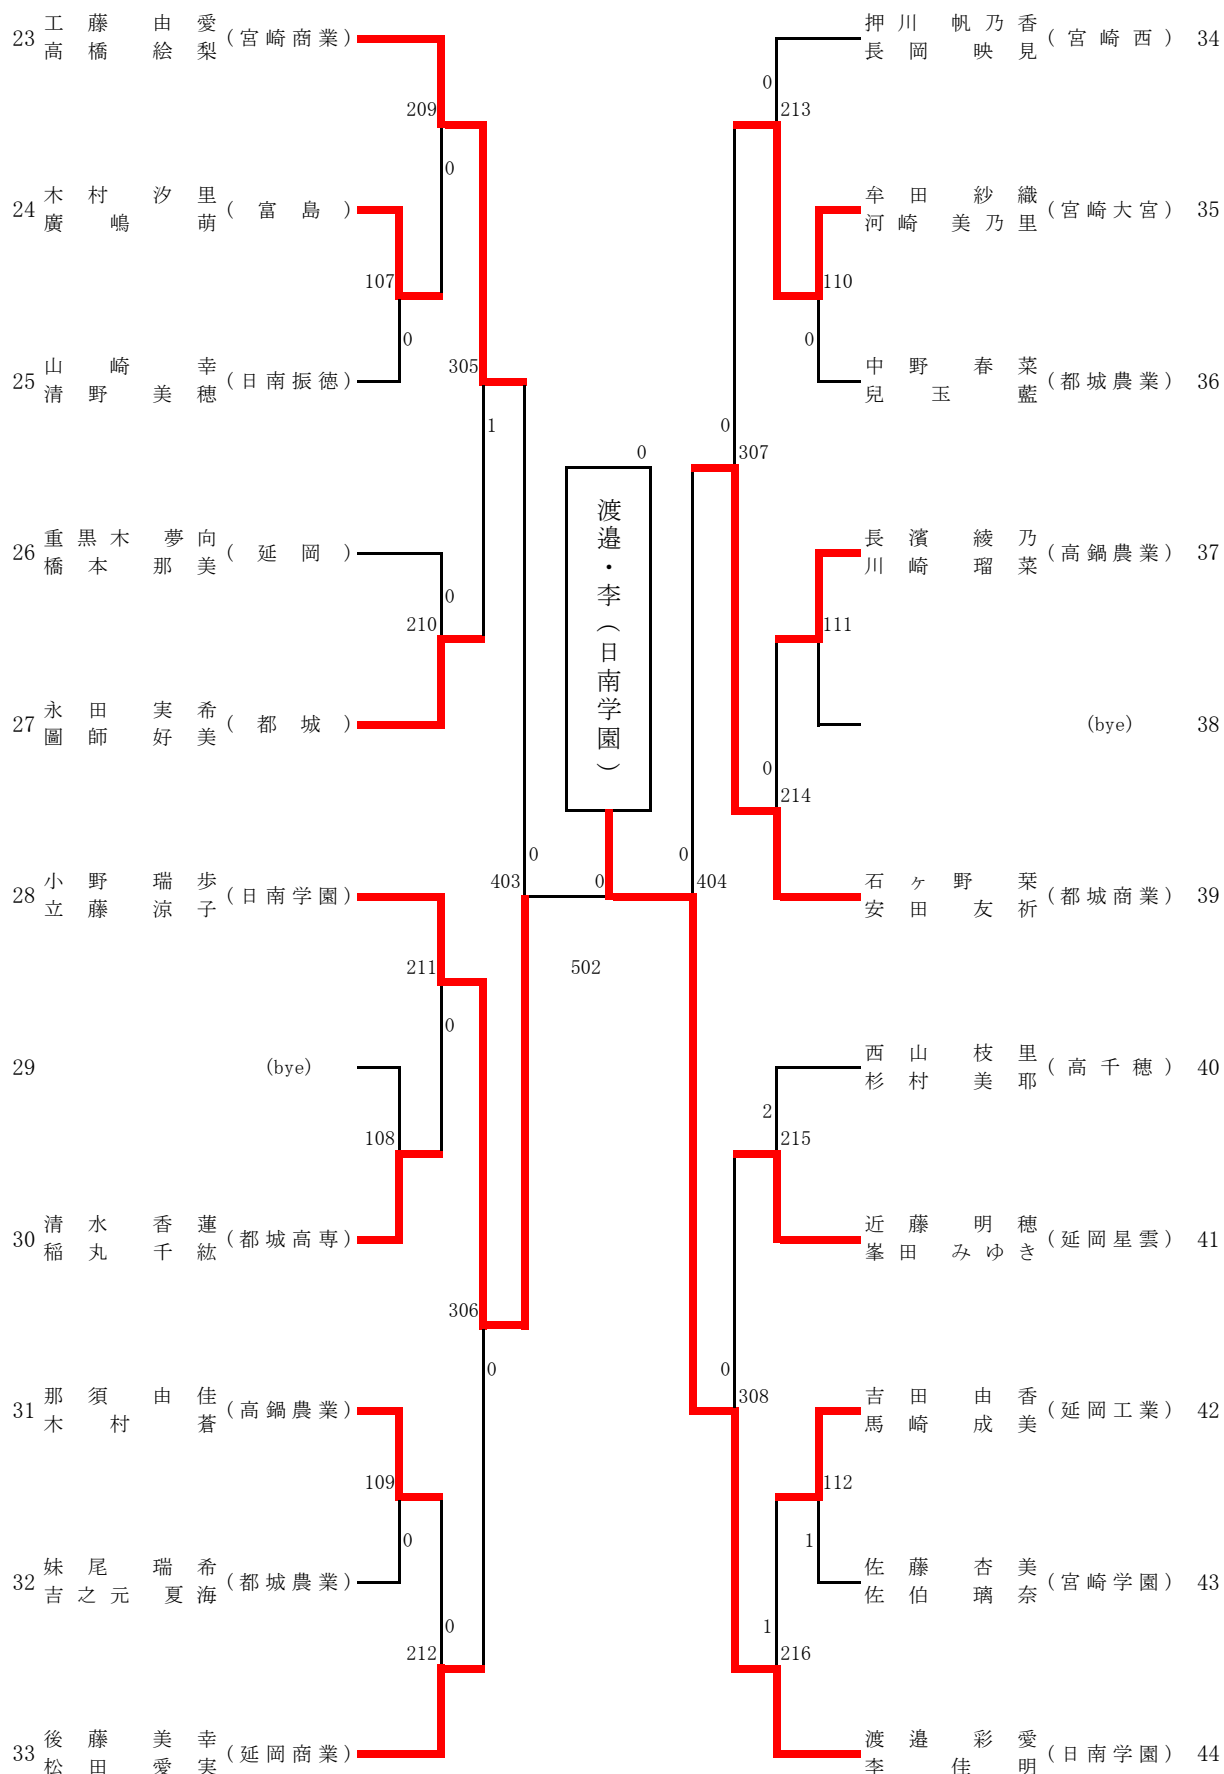 23 工藤由愛 (宮崎商業)
高橋絵梨
209
0
24 木村汐里 (富島)
廣嶋萌
107
0
25 山崎幸 (日南振徳)
清野美穂
305
1
26 重黒木夢向 (延岡)
橋本那美
0
210
27 永田実希 (都城)
圖師好美
0
403
28 小野瑞歩 (日南学園)
立藤涼子
211
0
29 (bye)
108
30 清水香蓮 (都城高専)
稲丸千紘
306
0
31 那須由佳 (高鍋農業)
木村蒼
109
0
32 妹尾瑞希 (都城農業)
吉之元夏海
0
212
33 後藤美幸 (延岡商業)
松田愛実
0
渡邉・李(日南学園)
0
502
押川帆乃香 (宮崎西) 34
長岡映見
0
213
牟田紗織 (宮崎大宮) 35
河崎美乃里
110
0
中野春菜 (都城農業) 36
兒玉藍
0
307
長濱綾乃 (高鍋農業) 37
川崎瑠菜
111
(bye) 38
0
214
0
404
石ヶ野栞 (都城商業) 39
安田友祈
西山枝里 (高千穂) 40
杉村美耶
2
215
近藤明穂 (延岡星雲) 41
峯田みゆき
0
308
吉田由香 (延岡工業) 42
馬崎成美
112
1
佐藤杏美 (宮崎学園) 43
佐伯璃奈
1
216
渡邉彩愛 (日南学園) 44
李佳明